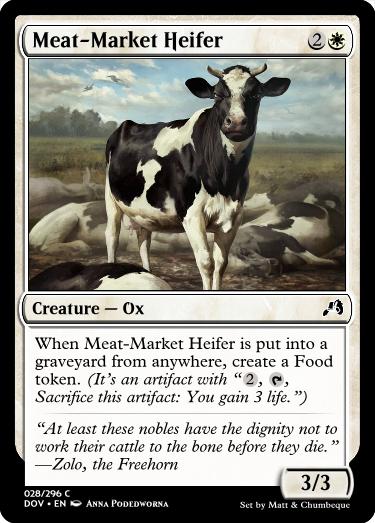 Meat-Market Heifer 2
Creature — Ox
When Meat-Market Heifer is put into a
graveyard from anywhere, create a Food
token. (It's an artifact with “2, ,
Sacrifice this artifact: You gain 3 life.”)
“At least these nobles have the dignity not to
work their cattle to the bone before they die.”
—Zolo, the Freehorn
3/3
028/296 C
DOV • EN Anna Podedworna
Set by Matt & Chumbeque